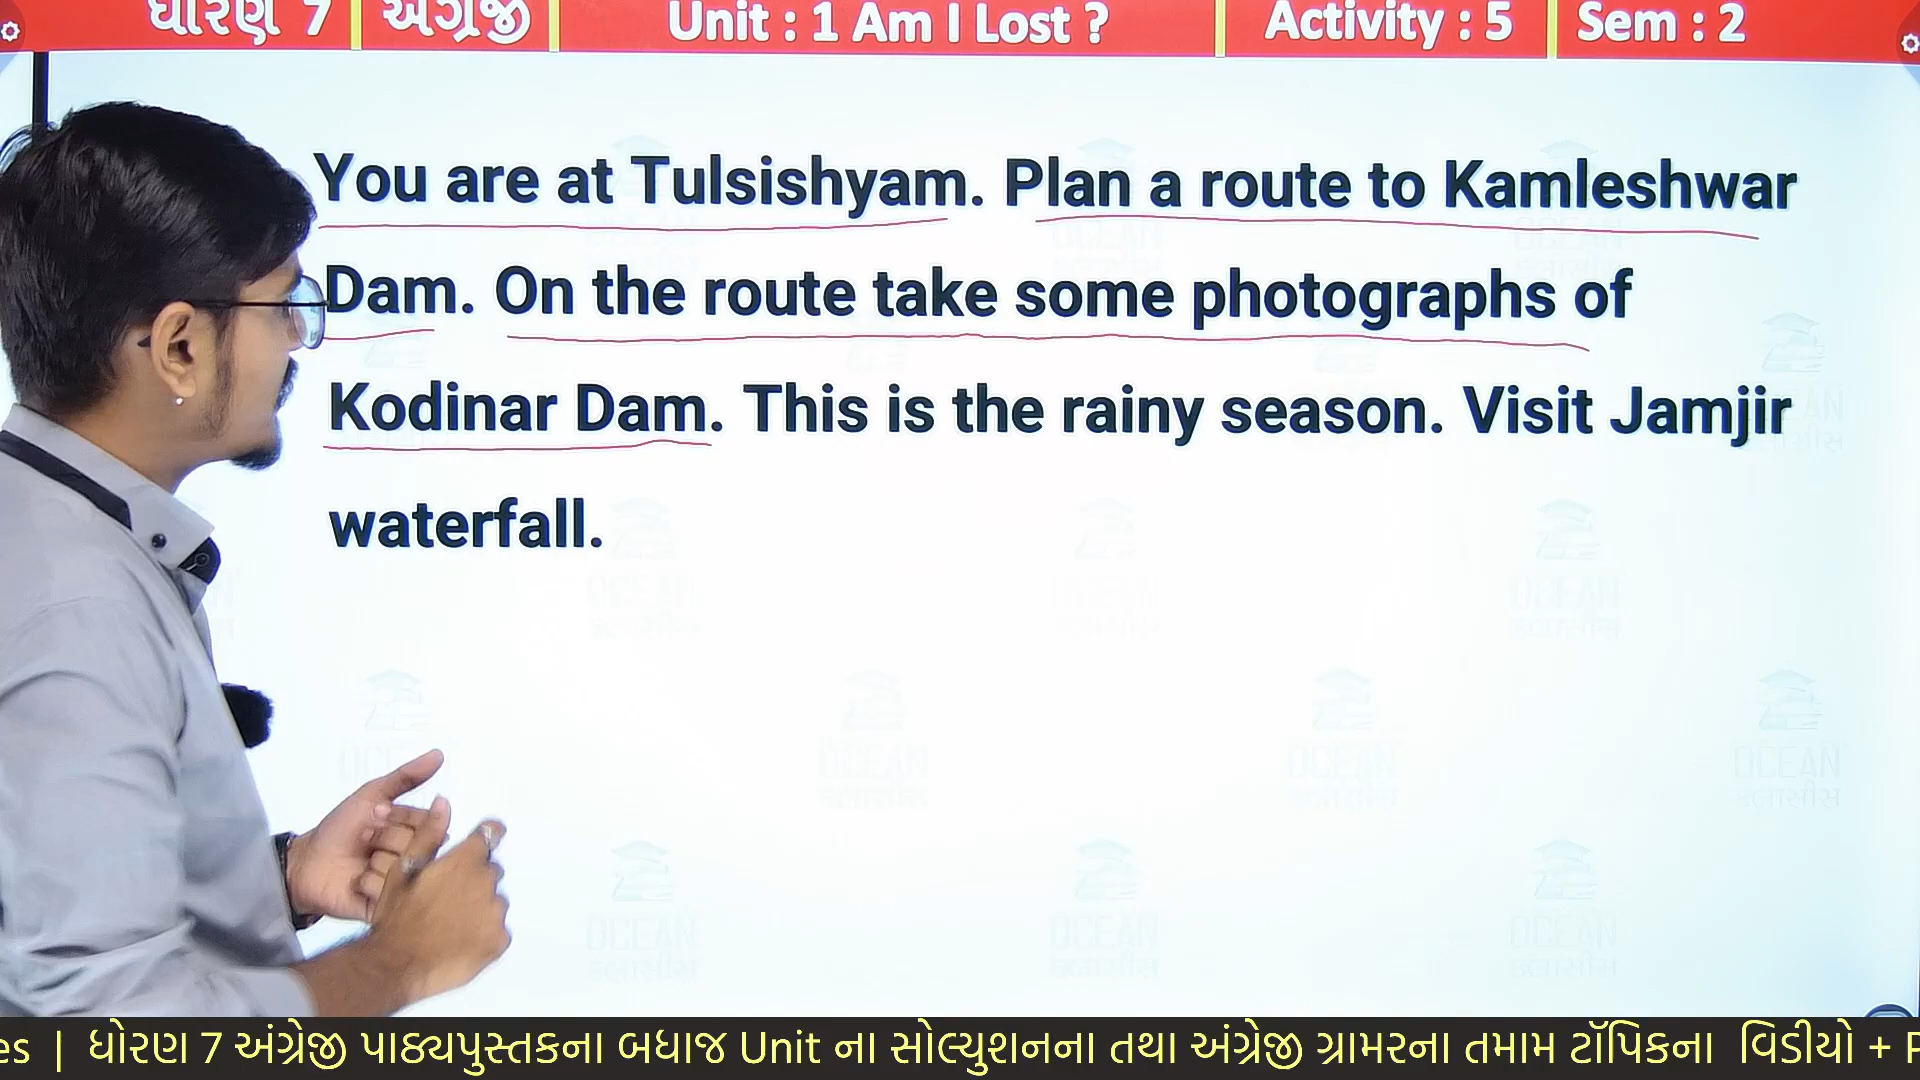 ધોરણ 7 અંગ્રેજી Unit : 1 Am I Lost ? Activity : 5 Sem : 2
You are at Tulsishyam. Plan a route to Kamleshwar
Dam. On the route take some photographs of
Kodinar Dam. This is the rainy season. Visit Jamjir
waterfall.
OCEAN ક્લાસીસ
es | ધોરણ 7 અંગ્રેજી પાઠ્યપુસ્તકના બધાજ Unit ના સોલ્યુશનના તથા અંગ્રેજી ગ્રામરના તમામ ટૉપિકના વિડીયો + P